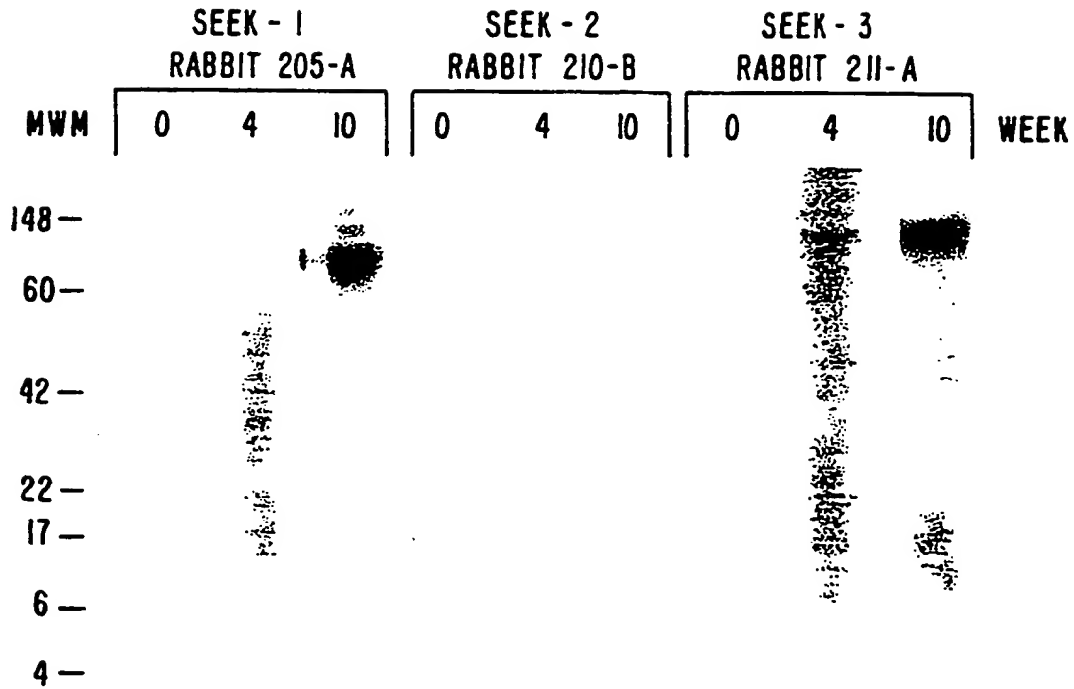 SEEK - 1 SEEK - 2 SEEK - 3
RABBIT 205-A RABBIT 210-B RABBIT 211-A
MWM 0 4 10 0 4 10 0 4 10 WEEK
148 —
60 —
42 —
22 —
17 —
6 —
4 —